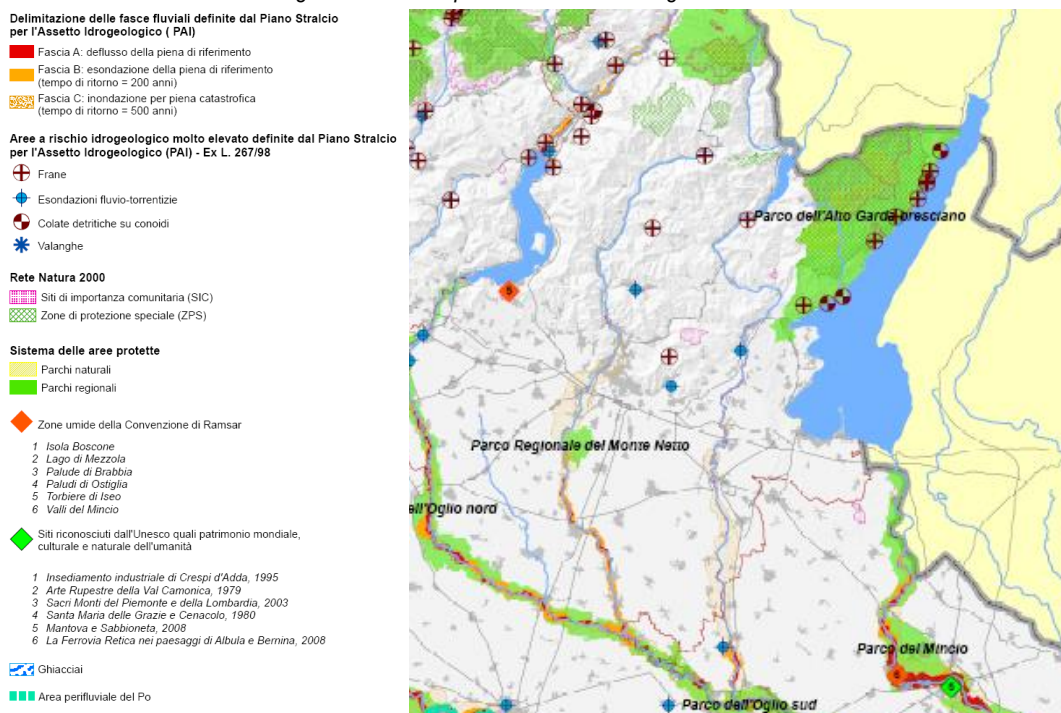 Delimitazione delle fasce fluviali definite dal Piano Stralcio
per l'Assetto Idrogeologico ( PAI)
Fascia A: deflusso della piena di riferimento
Fascia B: esondazione della piena di riferimento
(tempo di ritorno = 200 anni)
Fascia C: inondazione per piena catastrofica
(tempo di ritorno = 500 anni)
Aree a rischio idrogeologico molto elevato definite dal Piano Stralcio
per l'Assetto Idrogeologico (PAI) - Ex L. 267/98
Frane
Esondazioni fluvio-torrentizie
Colate detritiche su conoidi
Valanghe
Rete Natura 2000
Siti di importanza comunitaria (SIC)
Zone di protezione speciale (ZPS)
Sistema delle aree protette
Parchi naturali
Parchi regionali
Zone umide della Convenzione di Ramsar
1 Isola Boscone
2 Lago di Mezzola
3 Palude di Brabbia
4 Paludi di Ostiglia
5 Torbiere di Iseo
6 Valli del Mincio
Siti riconosciuti dall'Unesco quali patrimonio mondiale,
culturale e naturale dell'umanità
1 Insediamento industriale di Crespi d'Adda, 1995
2 Arte Rupestre della Val Camonica, 1979
3 Sacri Monti del Piemonte e della Lombardia, 2003
4 Santa Maria delle Grazie e Cenacolo, 1980
5 Mantova e Sabbioneta, 2008
6 La Ferrovia Retica nei paesaggi di Albula e Bernina, 2008
Ghiacciai
Area perifluviale del Po
Parco dell'Alto Garda bresciano
5
Parco Regionale del Monte Netto
ell'Oglio nord
Parco del Mincio
6
5
Parco dell'Oglio sud